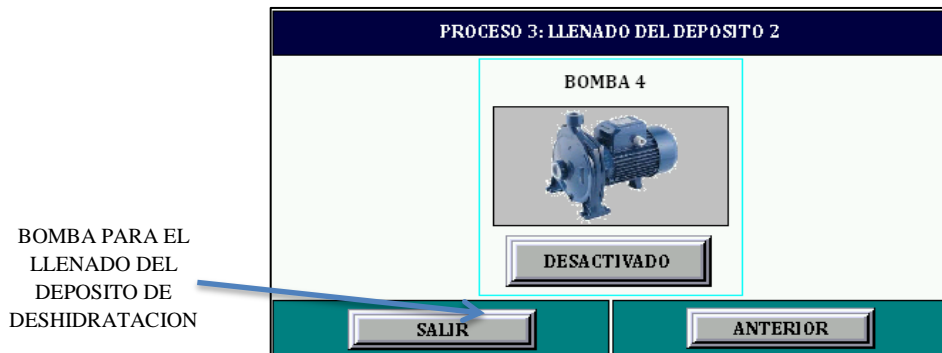 PROCESO 3: LLENADO DEL DEPOSITO 2
BOMBA 4
DESACTIVADO
BOMBA PARA EL
LLENADO DEL
DEPOSITO DE
DESHIDRATACION
SALIR
ANTERIOR